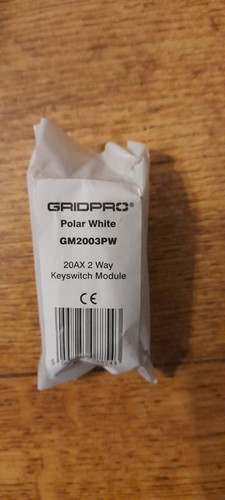 GRIDPRO®
Polar White
GM2003PW
20AX 2 Way
Keyswitch Module
CE